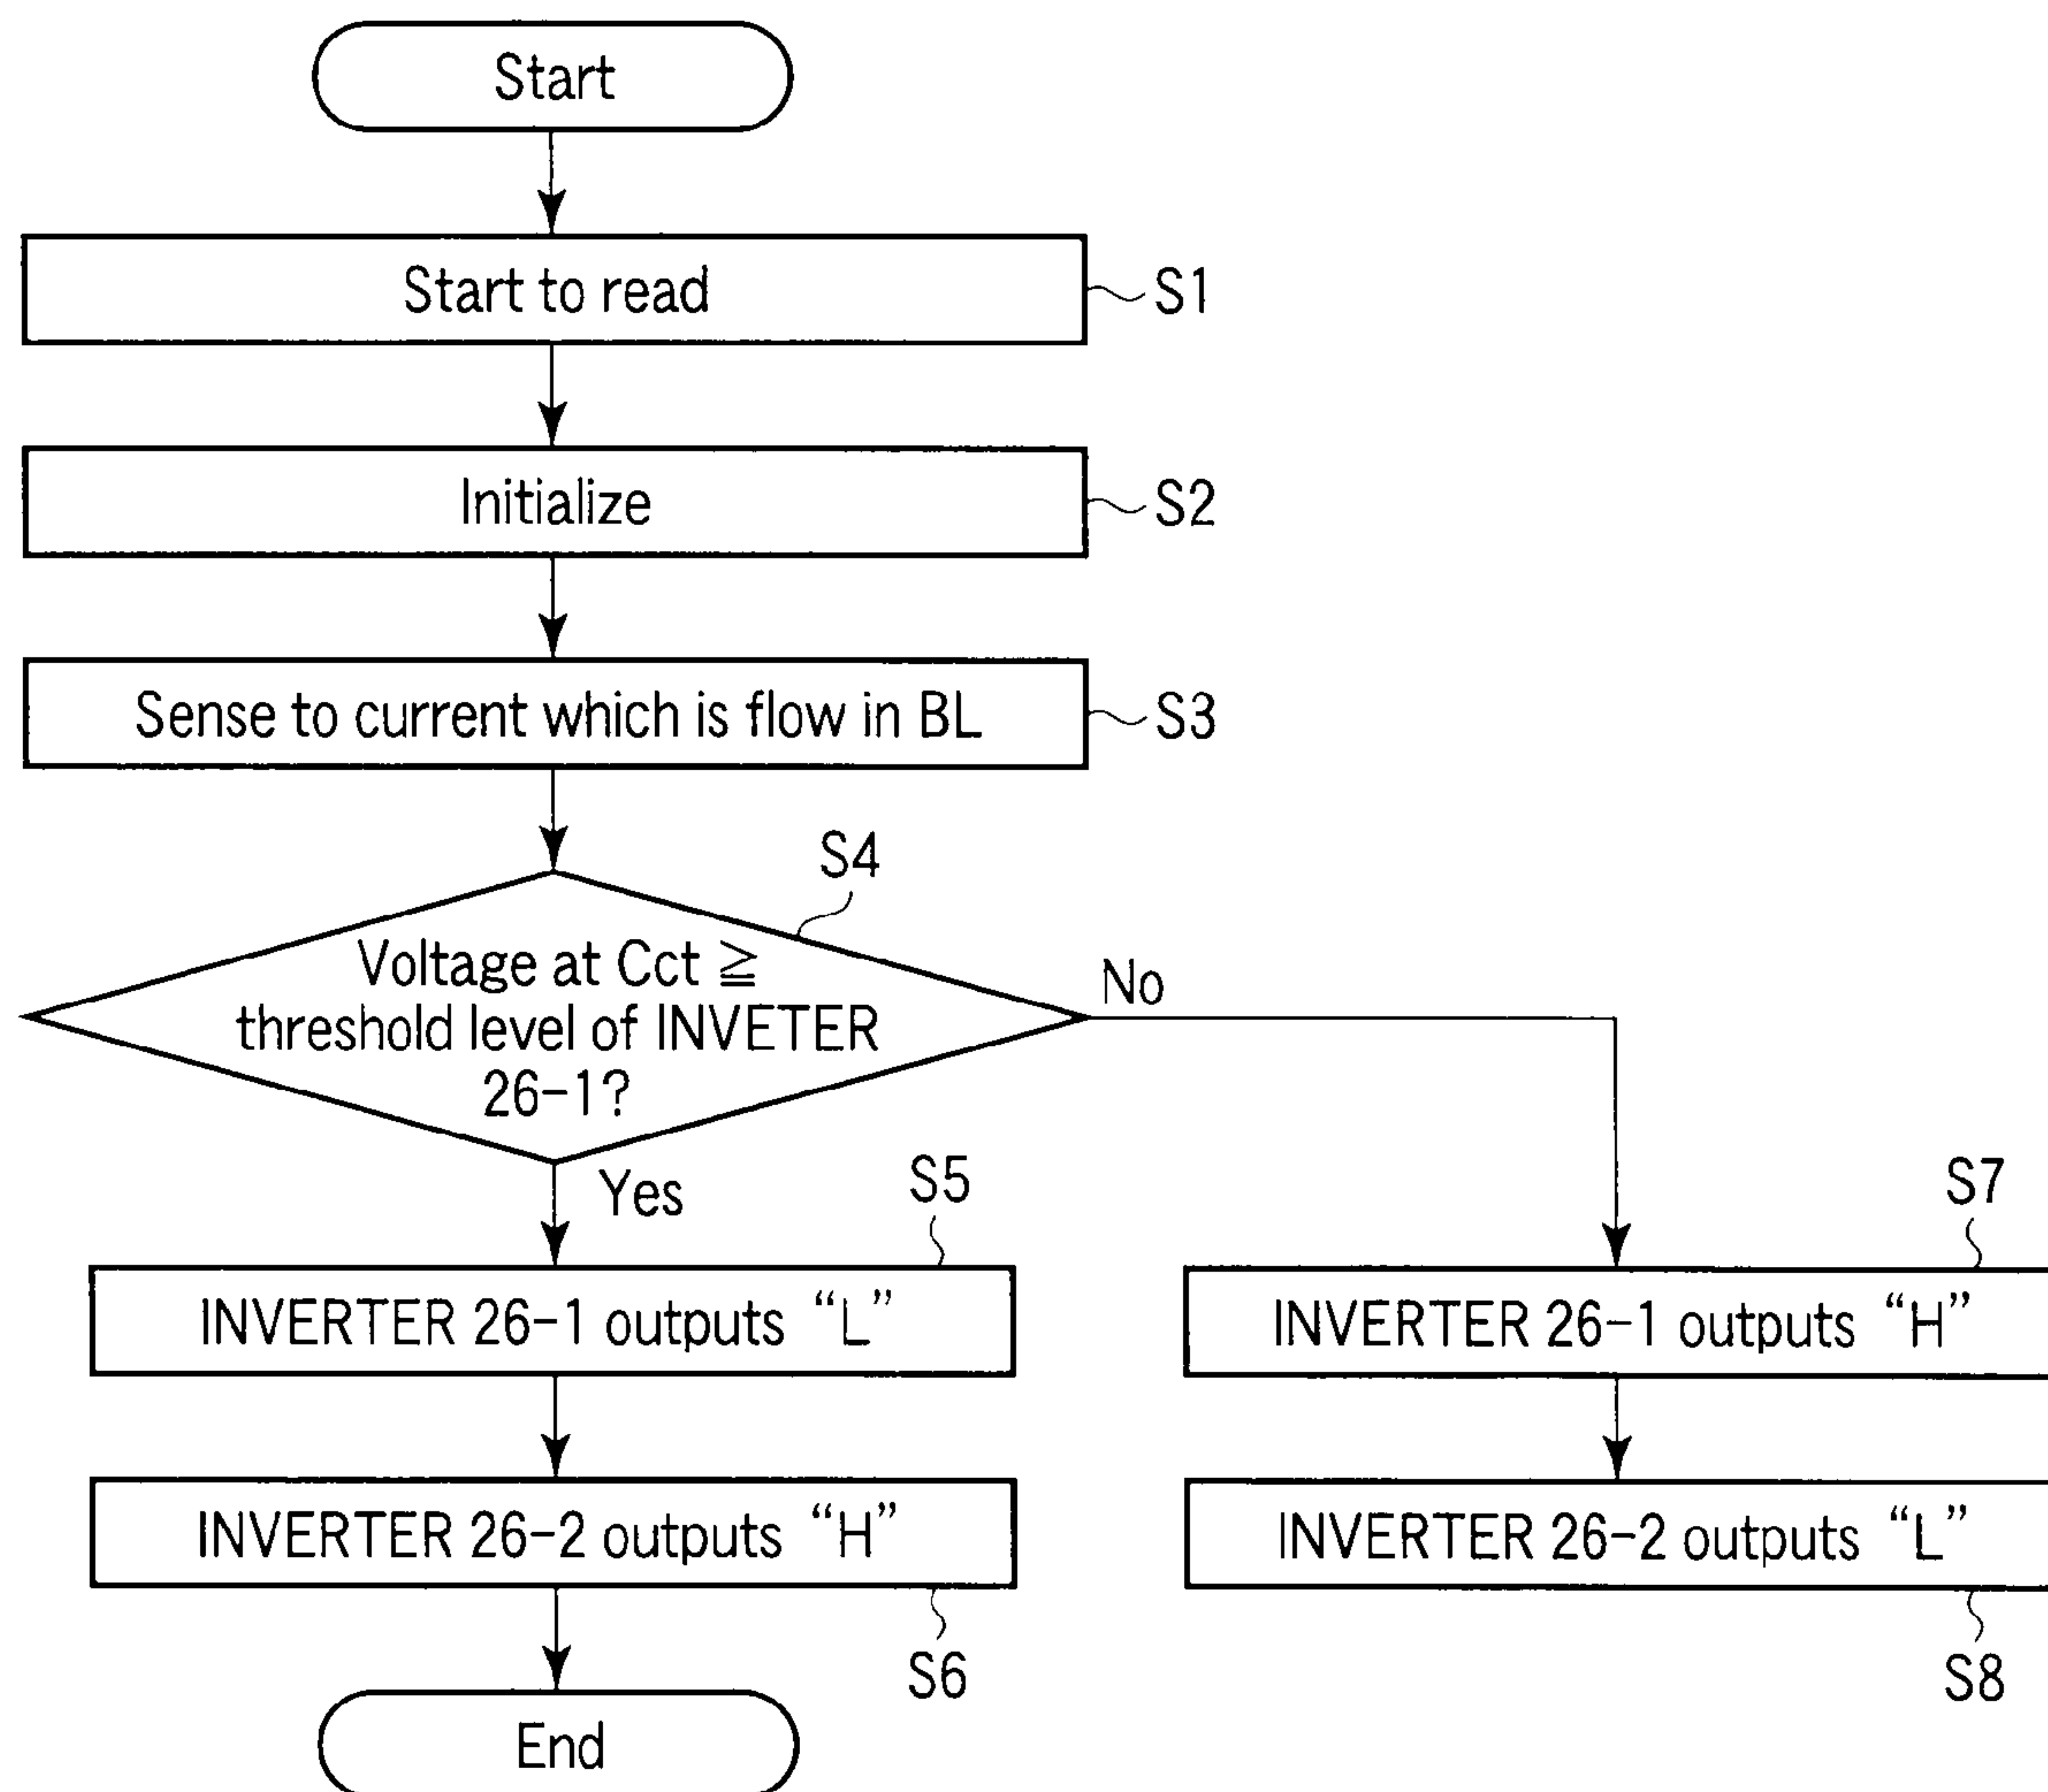 Start
Start to read
S1
Initialize
S2
Sense to current which is flow in BL
S3
S4
Voltage at Cct ≧
threshold level of INVETER
26-1?
No
Yes
S5
INVERTER 26-1 outputs “L”
S7
INVERTER 26-1 outputs “H”
INVERTER 26-2 outputs “H”
S6
INVERTER 26-2 outputs “L”
S8
End